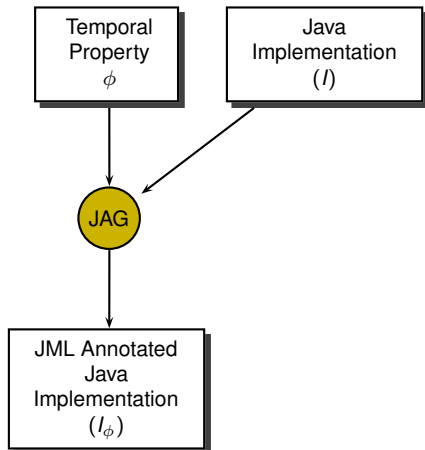 Temporal
Property
ϕ
Java
Implementation
(I)
JAG
JML Annotated
Java
Implementation
(Iϕ)